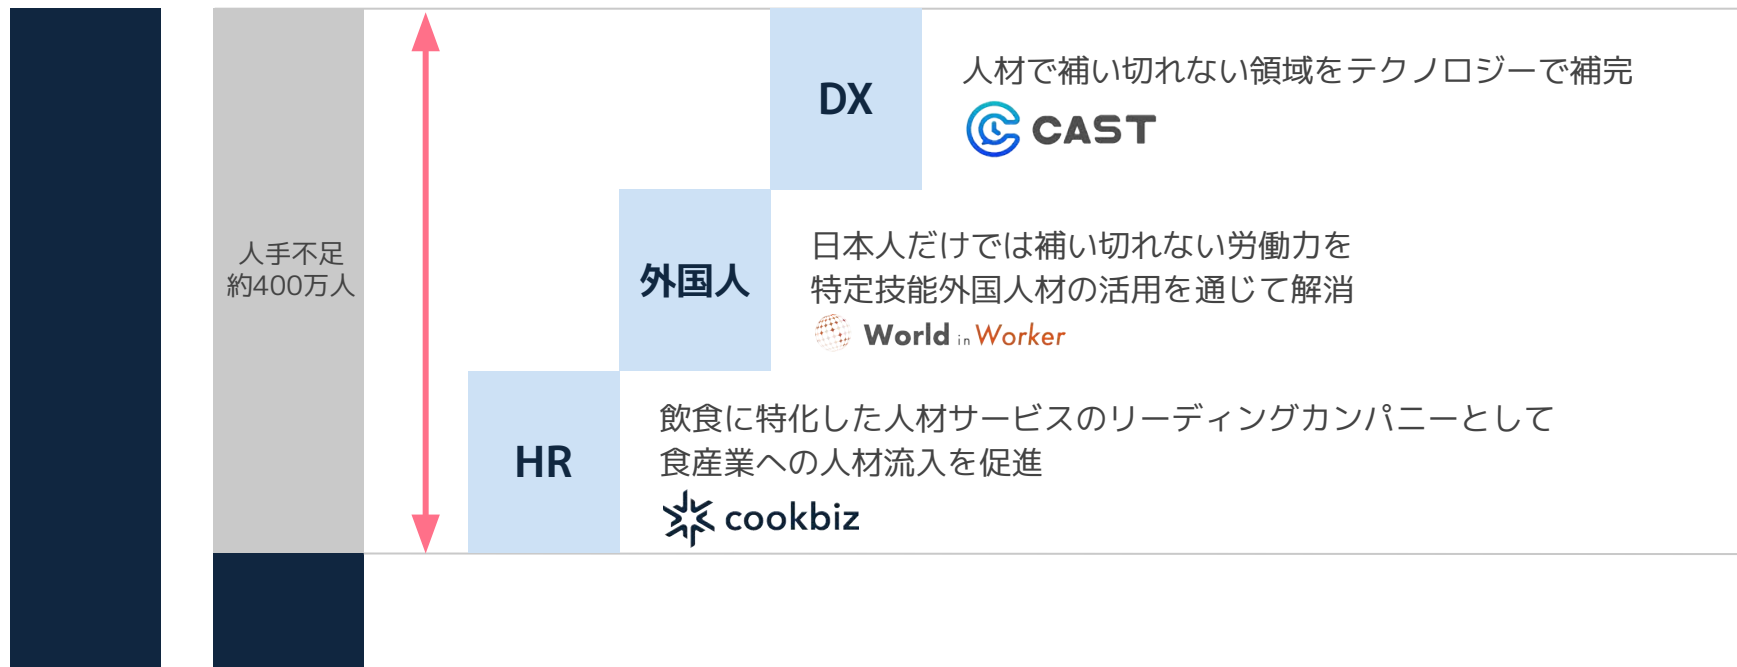 人手不足
約400万人
DX
人材で補い切れない領域をテクノロジーで補完
CAST
外国人
日本人だけでは補い切れない労働力を
特定技能外国人材の活用を通じて解消
World in Worker
HR
飲食に特化した人材サービスのリーディングカンパニーとして
食産業への人材流入を促進
cookbiz